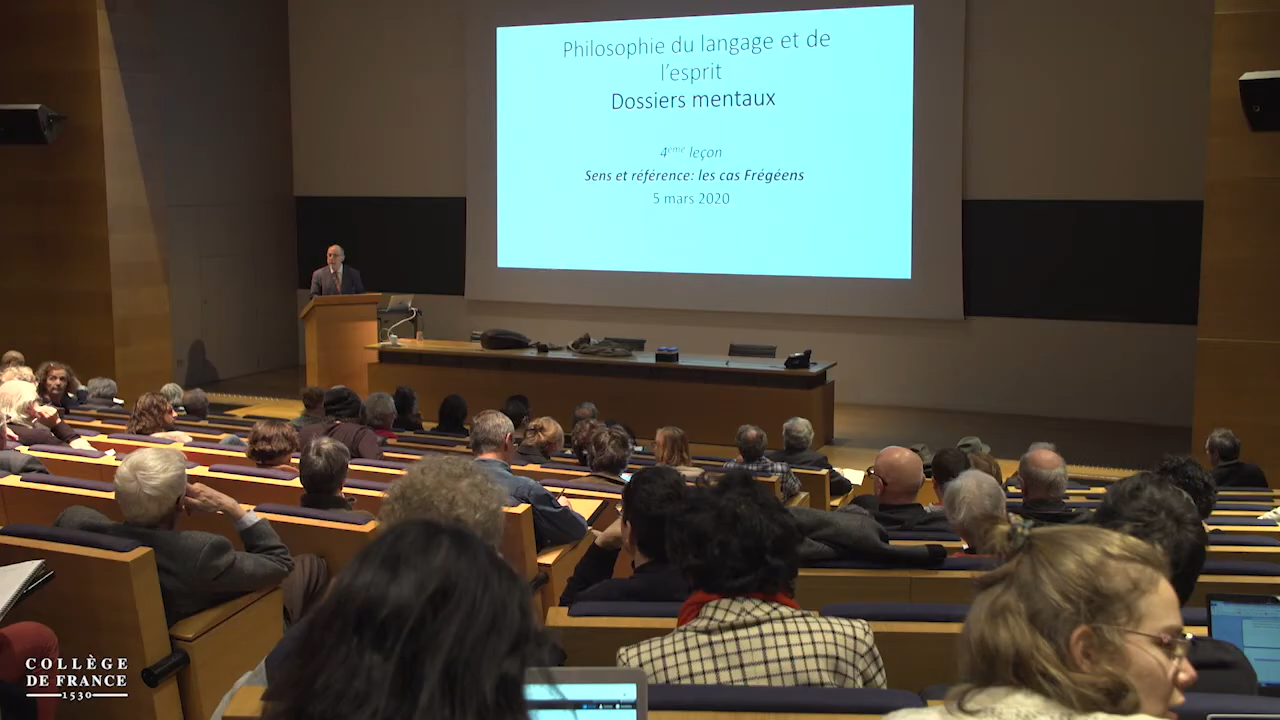 Philosophie du langage et de
l'esprit
Dossiers mentaux
4ème leçon
Sens et référence: les cas Frégéens
5 mars 2020
COLLÈGE
DE FRANCE
1530